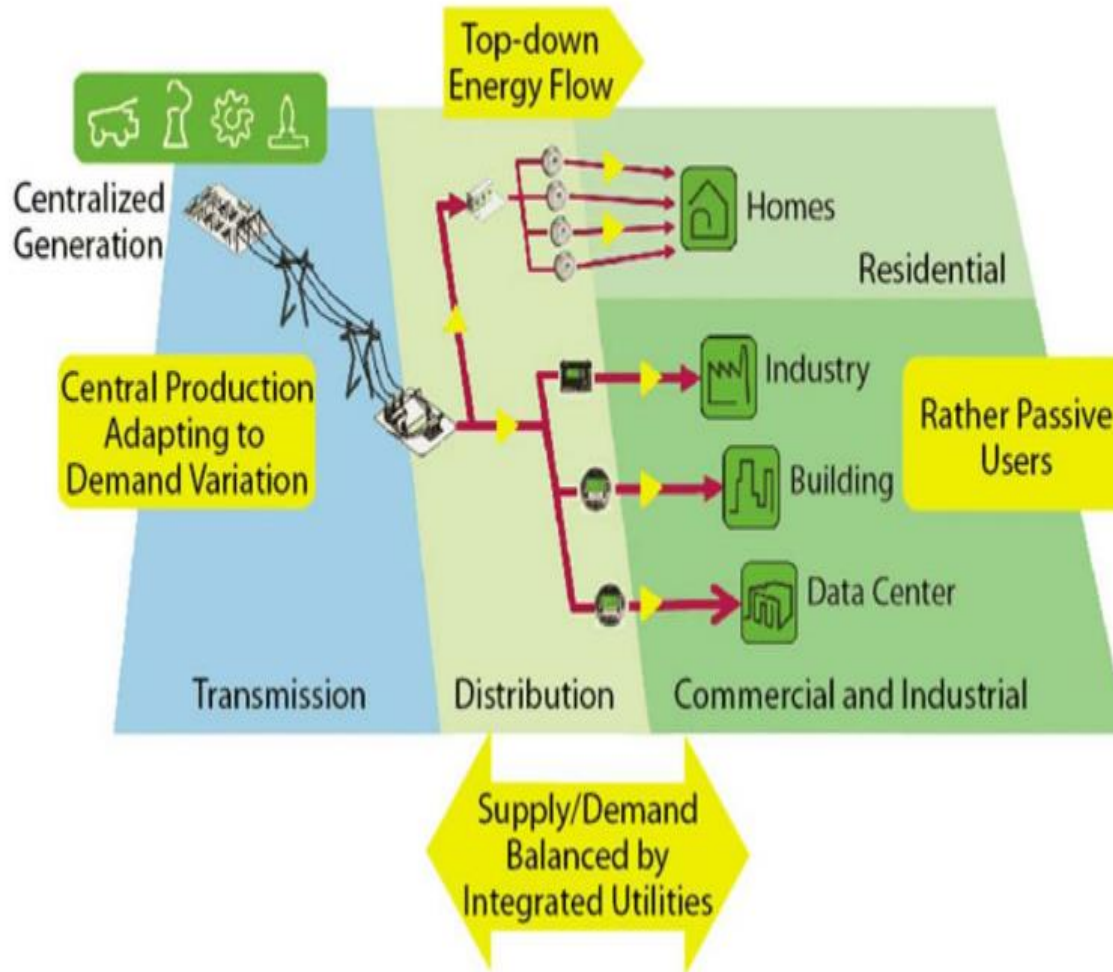 Top-down
Energy Flow
Centralized
Generation
Homes
Residential
Central Production
Adapting to
Demand Variation
Industry
Rather Passive
Users
Building
Data Center
Transmission
Distribution
Commercial and Industrial
Supply/Demand
Balanced by
Integrated Utilities